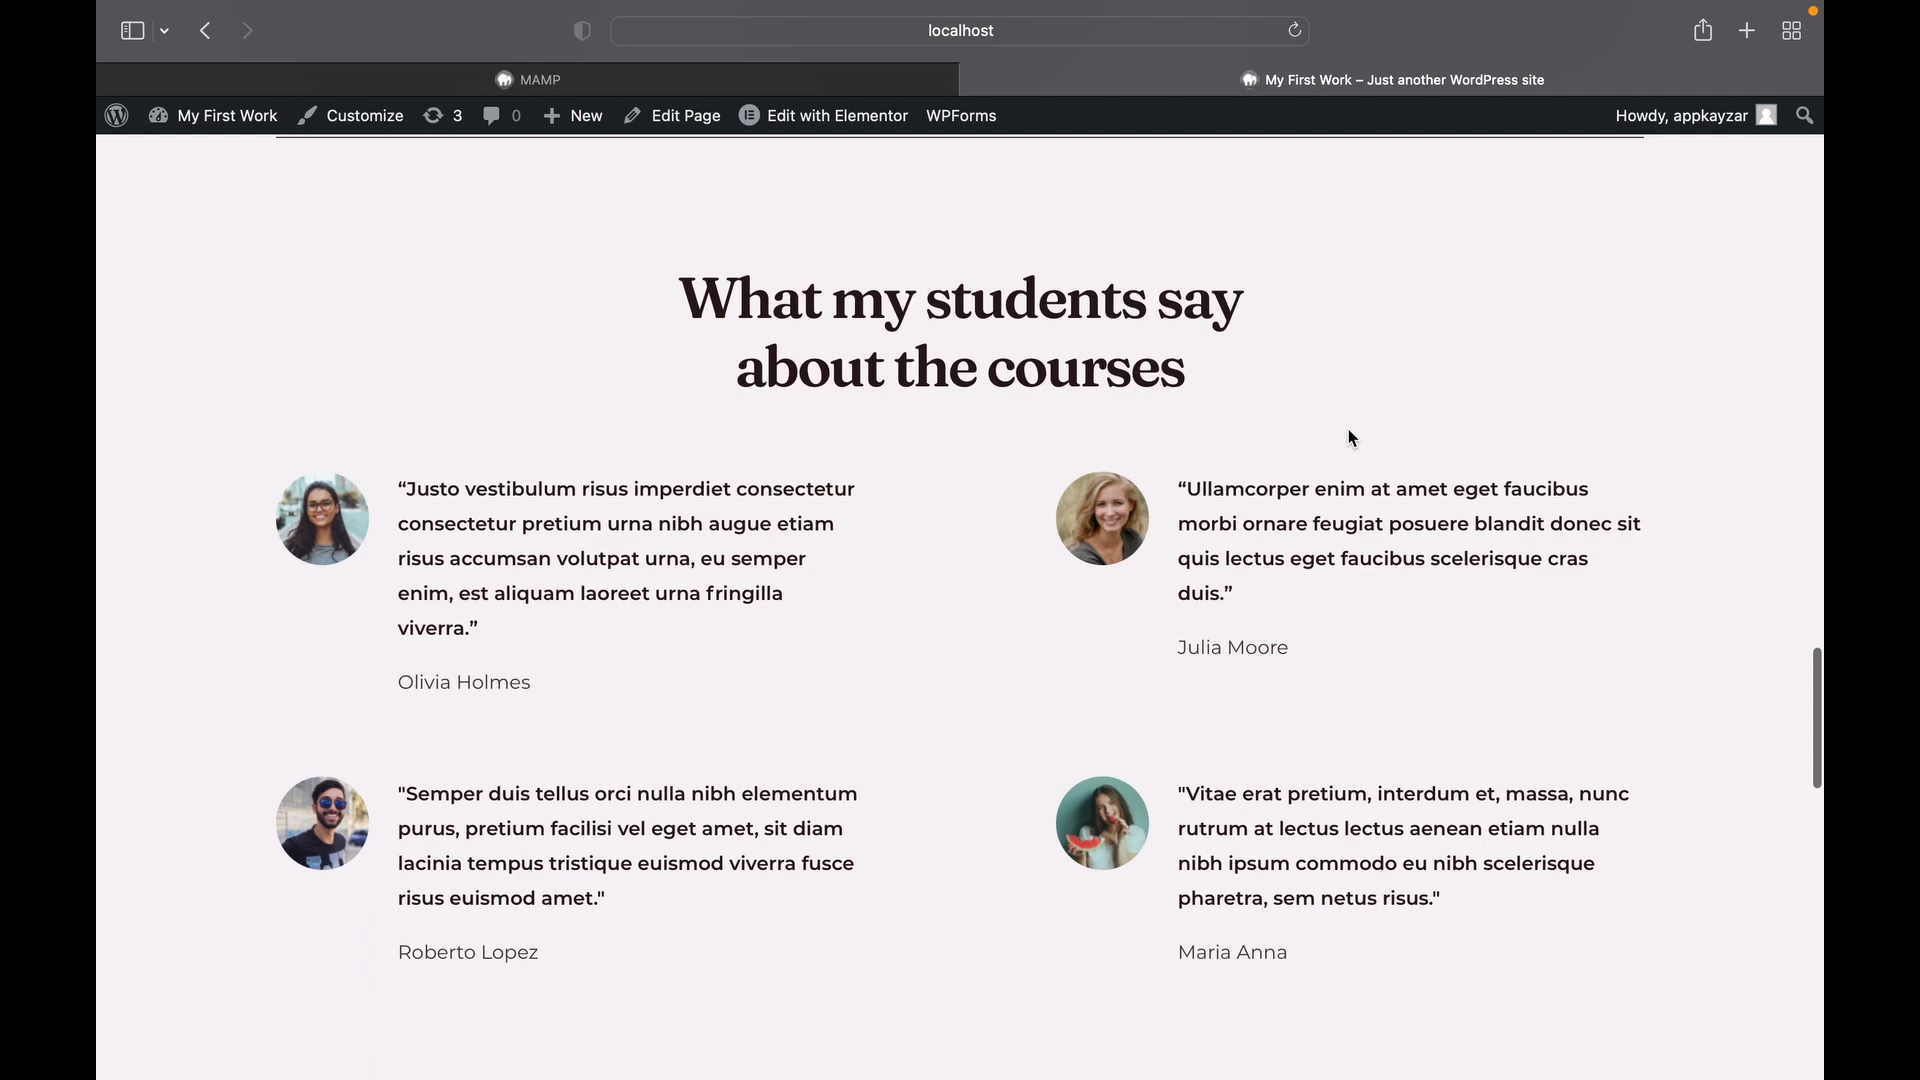 localhost
MAMP
My First Work – Just another WordPress site
My First Work Customize 3 0 New Edit Page Edit with Elementor WPForms Howdy, appkayzar
What my students say
about the courses
“Justo vestibulum risus imperdiet consectetur
consectetur pretium urna nibh augue etiam
risus accumsan volutpat urna, eu semper
enim, est aliquam laoreet urna fringilla
viverra.”
Olivia Holmes
“Ullamcorper enim at amet eget faucibus
morbi ornare feugiat posuere blandit donec sit
quis lectus eget faucibus scelerisque cras
duis.”
Julia Moore
"Semper duis tellus orci nulla nibh elementum
purus, pretium facilisi vel eget amet, sit diam
lacinia tempus tristique euismod viverra fusce
risus euismod amet."
Roberto Lopez
"Vitae erat pretium, interdum et, massa, nunc
rutrum at lectus lectus aenean etiam nulla
nibh ipsum commodo eu nibh scelerisque
pharetra, sem netus risus."
Maria Anna